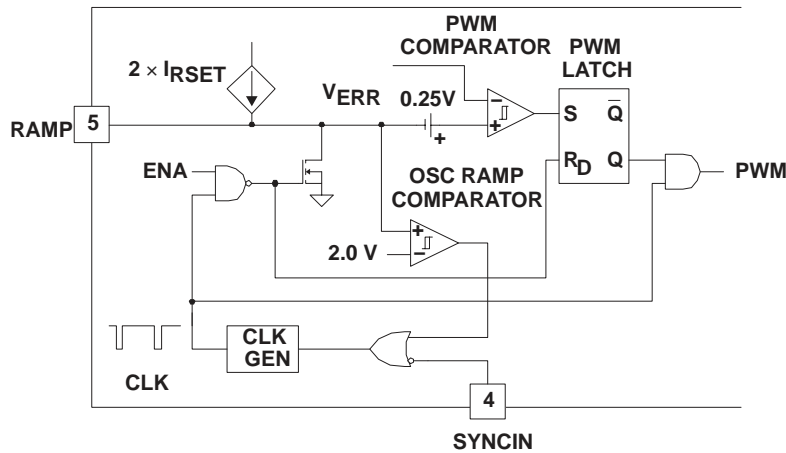 PWM
COMPARATOR
PWM
LATCH
2 × IRSET
VERR
0.25V
S Q̅
RAMP 5
ENA
RD Q
PWM
OSC RAMP
COMPARATOR
2.0 V
CLK
GEN
CLK
4
SYNCIN